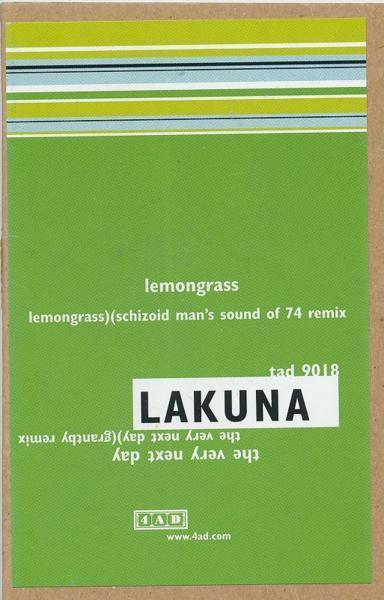 lemongrass
lemongrass)(schizoid man's sound of 74 remix
tad 9018
LAKUNA
the very next day)(grantby remix
the very next day
4AD
www.4ad.com